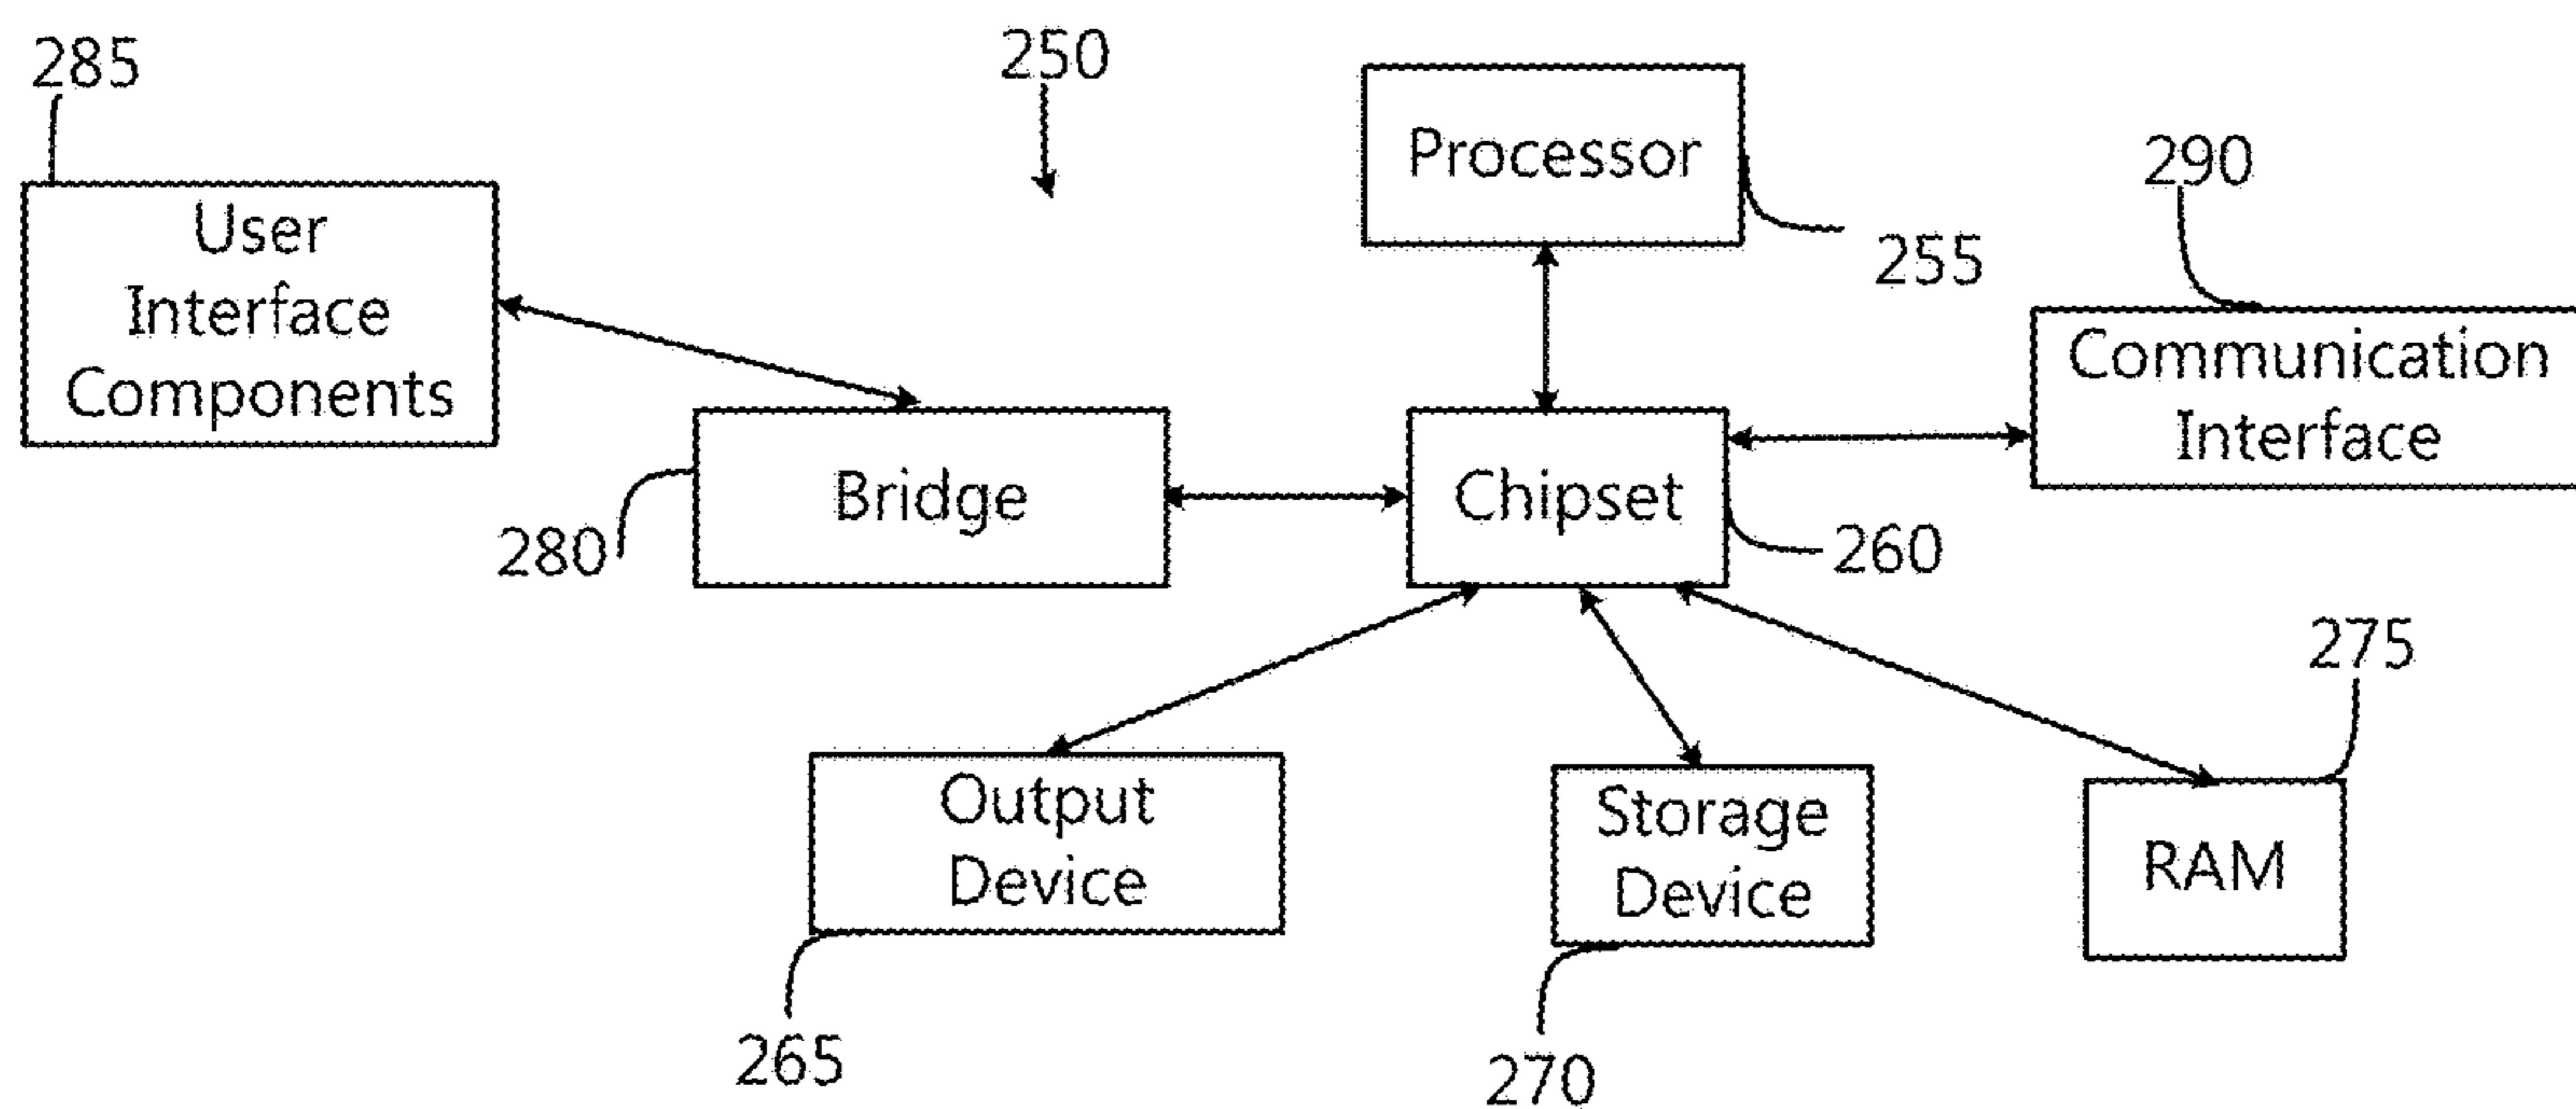 285
250
Processor
290
User
Interface
Components
255
Communication
Interface
Bridge
Chipset
280
260
275
Output
Device
Storage
Device
RAM
265
270